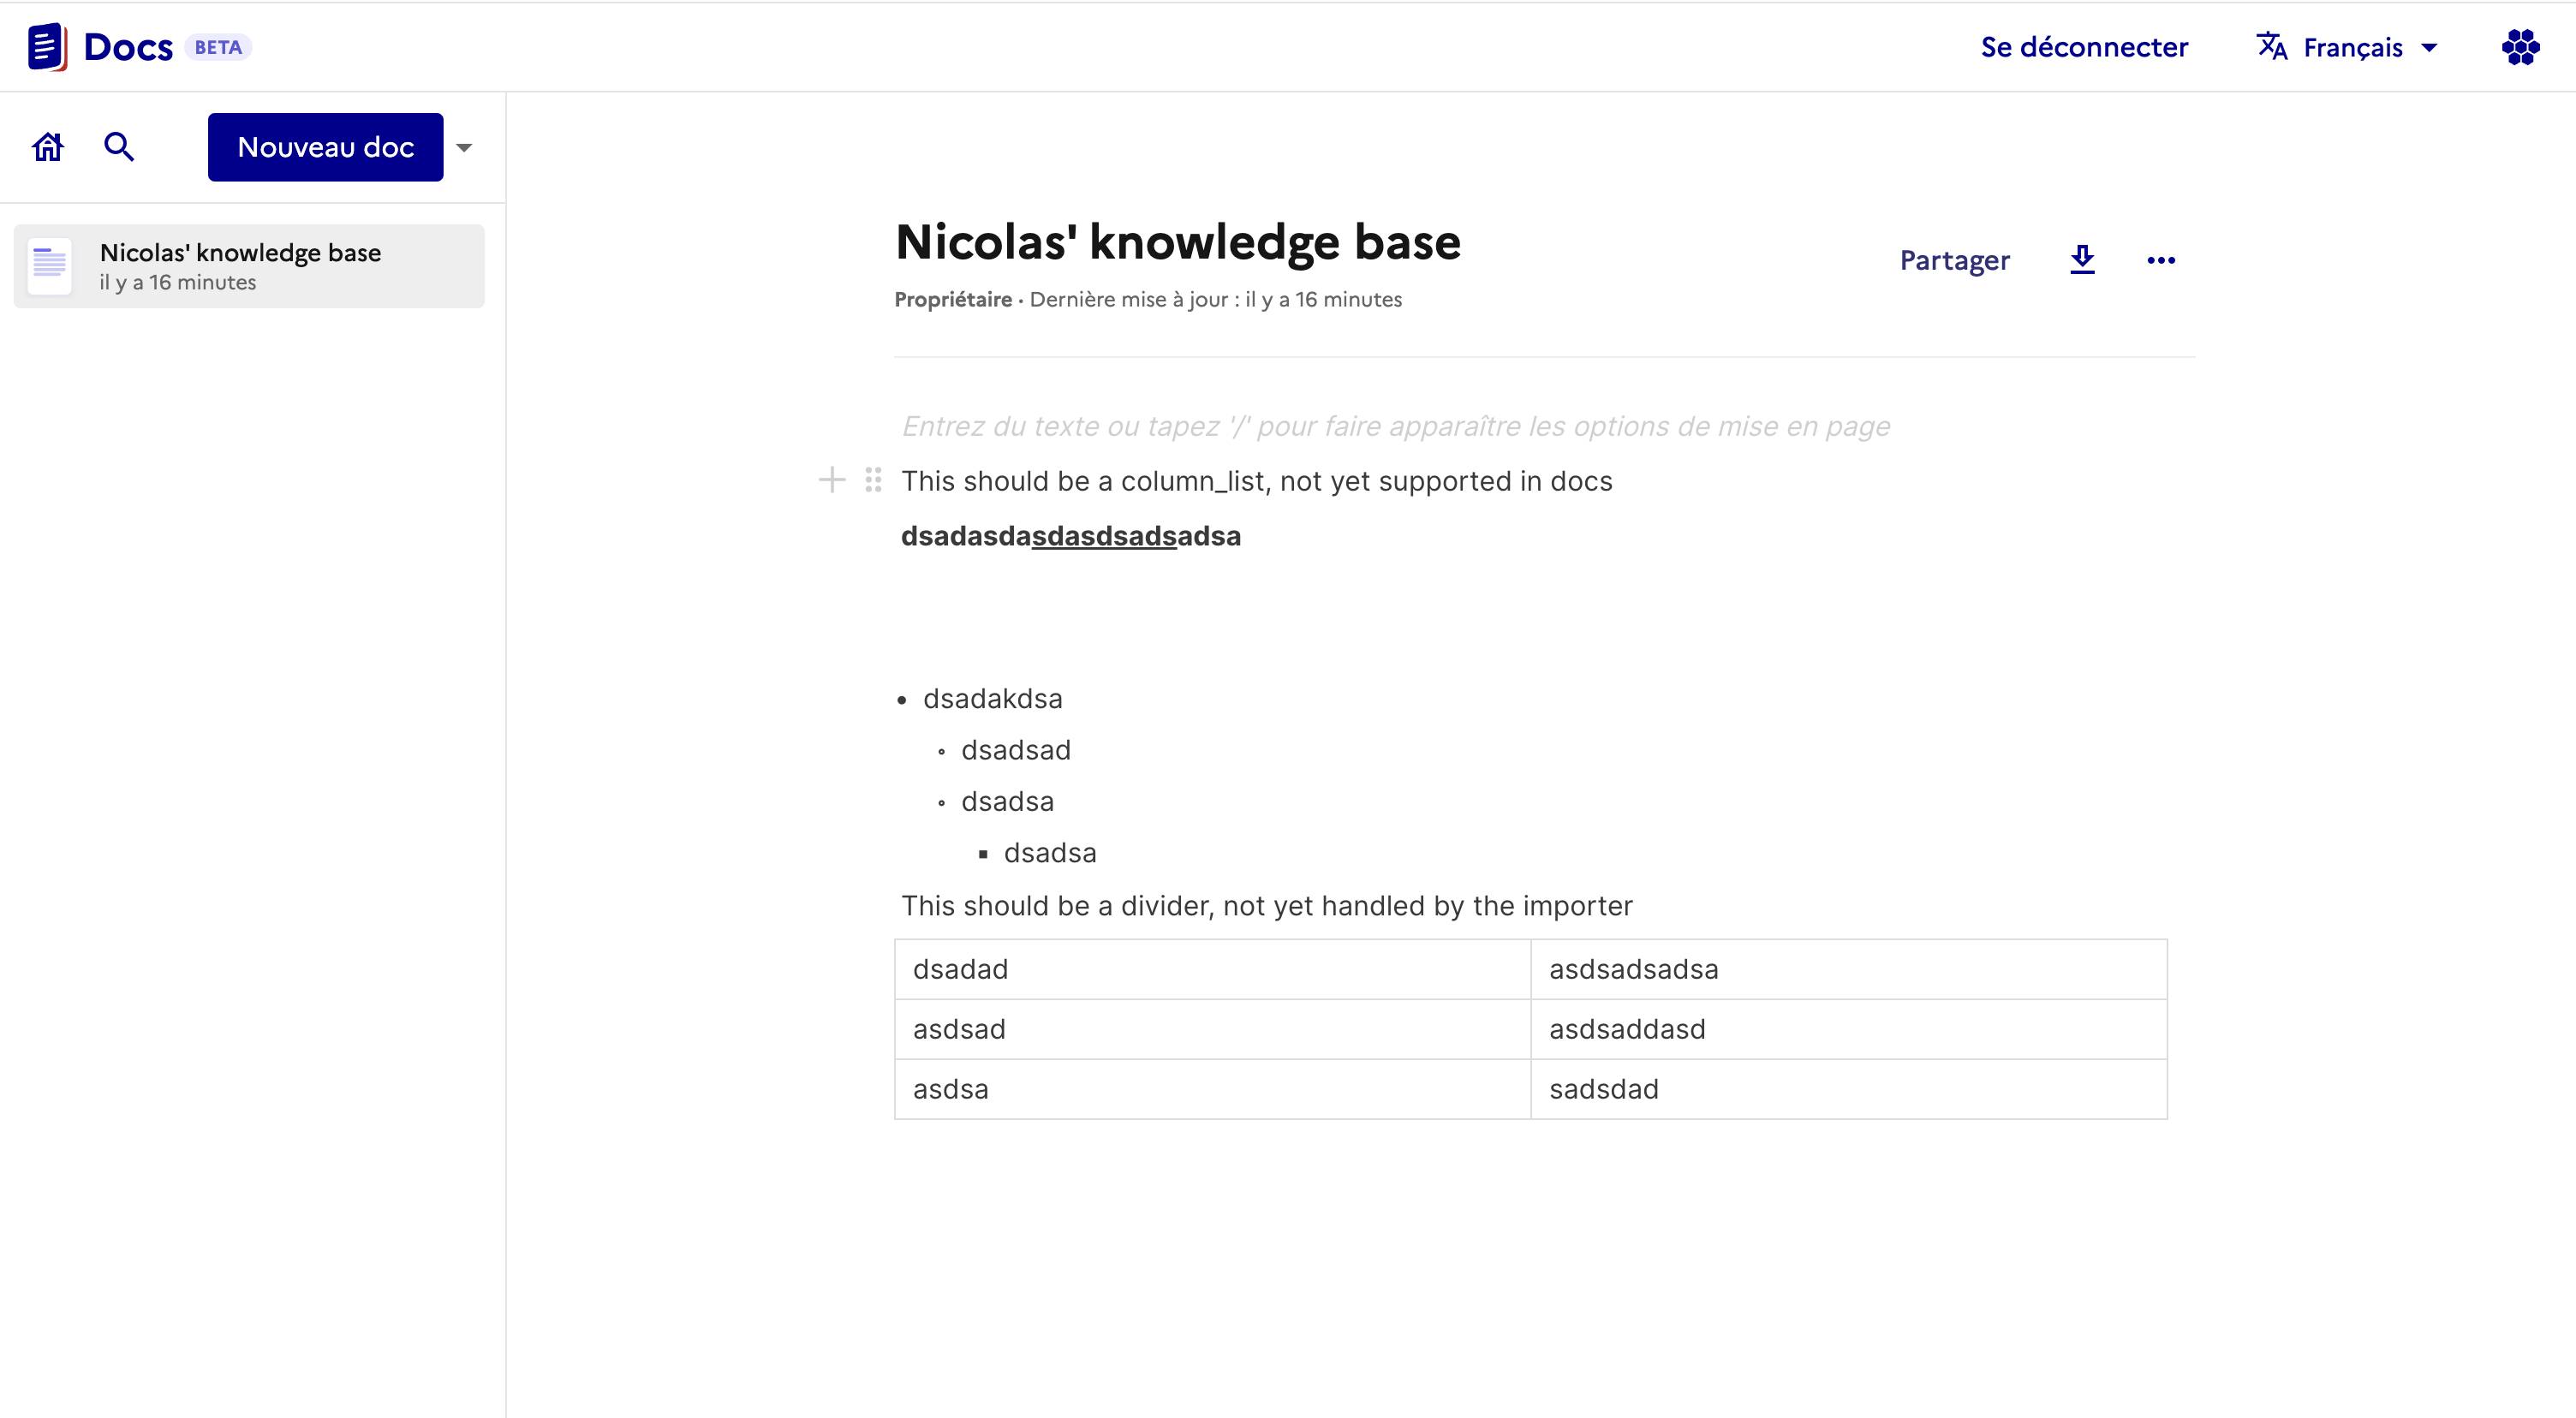 Docs BETA
Se déconnecter
Français
Nouveau doc
Nicolas' knowledge base
il y a 16 minutes
Nicolas' knowledge base
Partager
Propriétaire · Dernière mise à jour : il y a 16 minutes
Entrez du texte ou tapez '/' pour faire apparaître les options de mise en page
This should be a column_list, not yet supported in docs
dsadasdasdasdsadsadsa
dsadakdsa
dsadsad
dsadsa
dsadsa
This should be a divider, not yet handled by the importer
dsadad asdsadsadsa
asdsad asdsaddasd
asdsa sadsdad